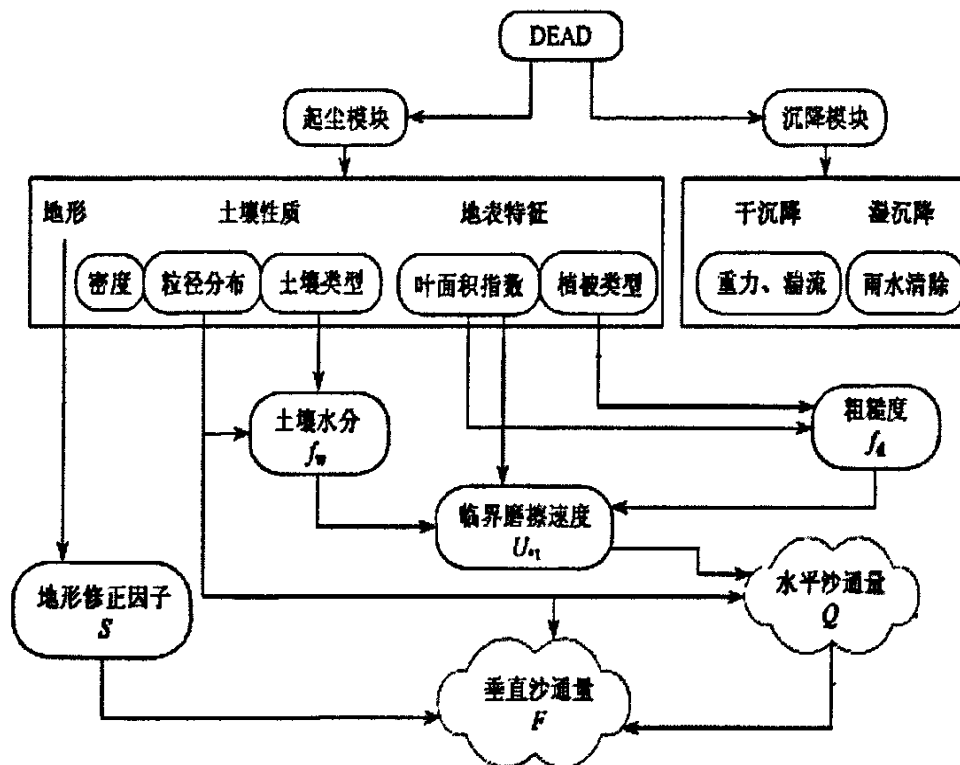 DEAD
起尘模块
沉降模块
地形 土壤性质 地表特征
干沉降 湿沉降
密度 粒径分布 土壤类型 叶面积指数 植被类型
重力、湍流 雨水清除
土壤水分
f_w
粗糙度
f_d
临界磨擦速度
U_{*t}
地形修正因子
S
水平沙通量
Q
垂直沙通量
F